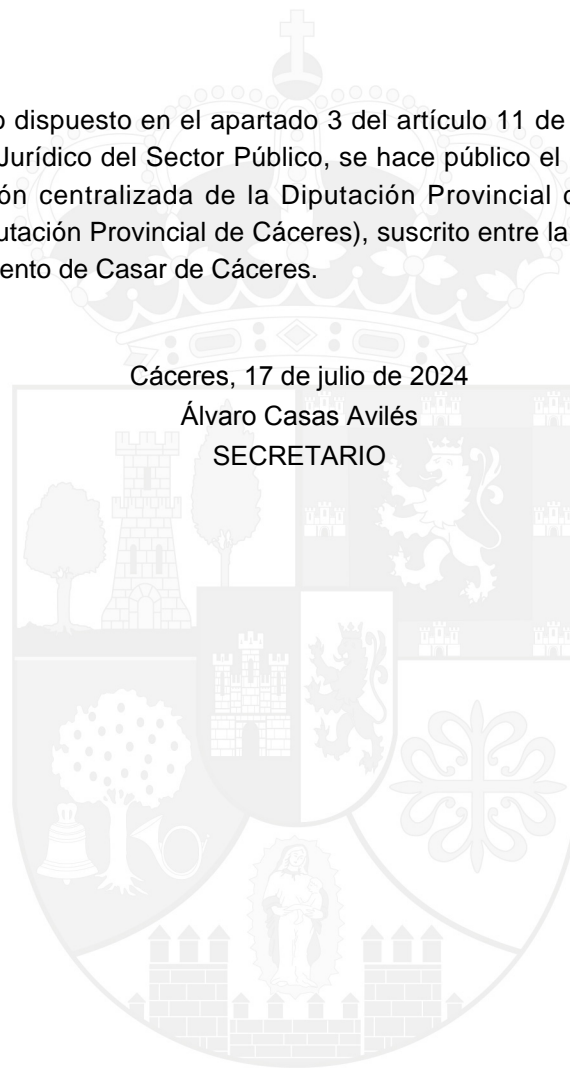 o dispuesto en el apartado 3 del artículo 11 de
Jurídico del Sector Público, se hace público el
ón centralizada de la Diputación Provincial
utación Provincial de Cáceres), suscrito entre la
ento de Casar de Cáceres.
Cáceres, 17 de julio de 2024
Álvaro Casas Avilés
SECRETARIO